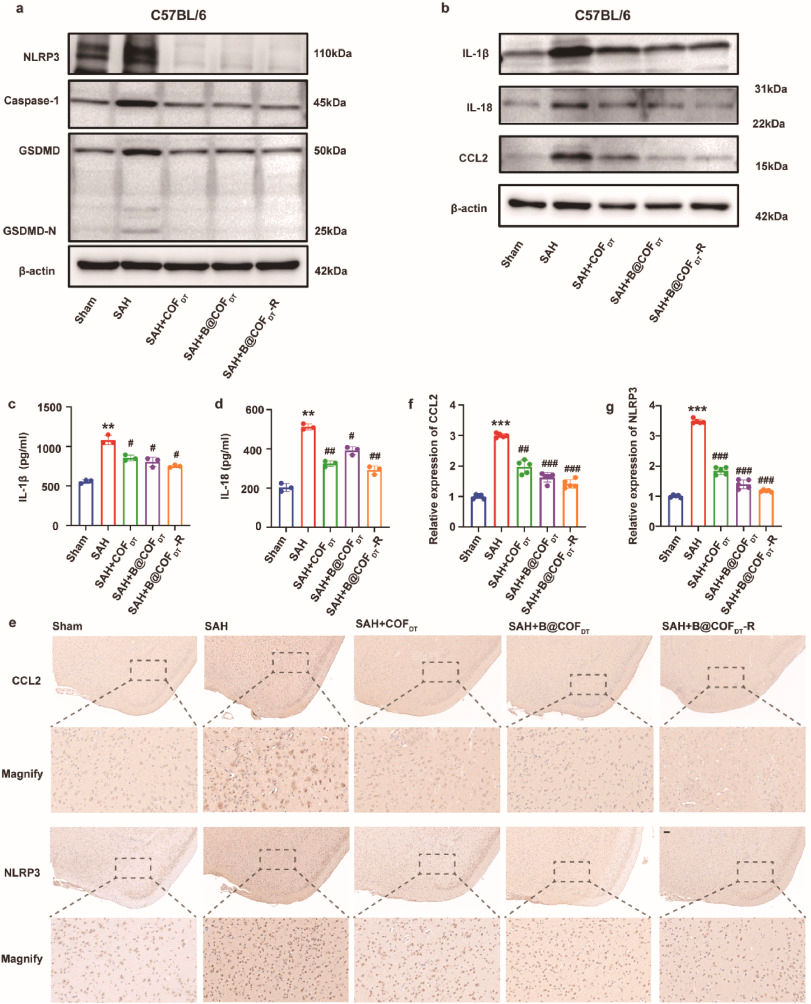 a
C57BL/6
NLRP3
110kDa
Caspase-1
45kDa
GSDMD
50kDa
GSDMD-N
25kDa
β-actin
42kDa
Sham
SAH
SAH+COFDT
SAH+B@COFDT
SAH+B@COFDT-R
b
C57BL/6
IL-1β
IL-18
31kDa
22kDa
CCL2
15kDa
β-actin
42kDa
Sham
SAH
SAH+COFDT
SAH+B@COFDT
SAH+B@COFDT-R
c
IL-1β (pg/ml)
1500
1000
500
0
**
#
#
#
Sham
SAH
SAH+COFDT
SAH+B@COFDT
SAH+B@COFDT-R
d
IL-18 (pg/ml)
600
400
200
0
**
##
#
##
Sham
SAH
SAH+COFDT
SAH+B@COFDT
SAH+B@COFDT-R
f
Relative expression of CCL2
4
3
2
1
0
***
##
###
###
Sham
SAH
SAH+COFDT
SAH+B@COFDT
SAH+B@COFDT-R
g
Relative expression of NLRP3
4
3
2
1
0
***
###
###
###
Sham
SAH
SAH+COFDT
SAH+B@COFDT
SAH+B@COFDT-R
e
Sham
SAH
SAH+COFDT
SAH+B@COFDT
SAH+B@COFDT-R
CCL2
Magnify
NLRP3
Magnify